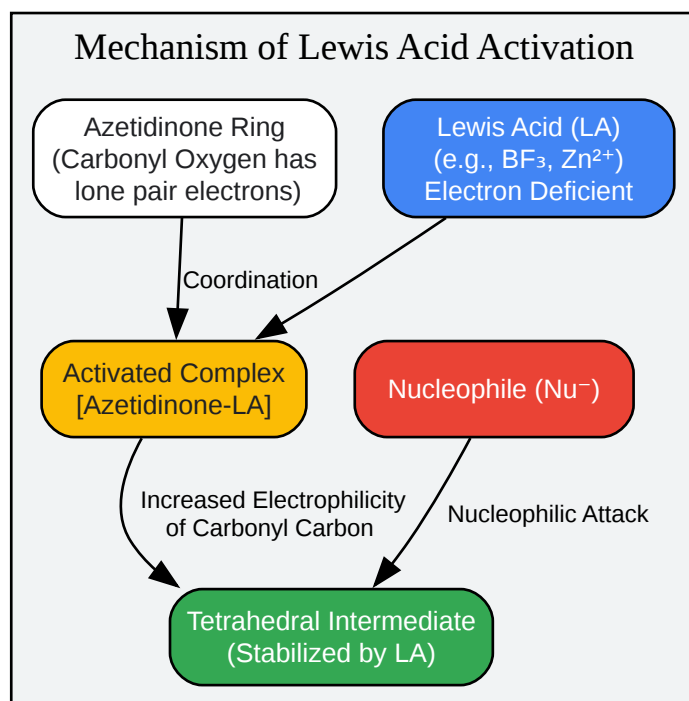 Mechanism of Lewis Acid Activation
Azetidinone Ring
(Carbonyl Oxygen has
lone pair electrons)
Lewis Acid (LA)
(e.g., BF₃, Zn²⁺)
Electron Deficient
Coordination
Activated Complex
[Azetidinone-LA]
Nucleophile (Nu⁻)
Increased Electrophilicity
of Carbonyl Carbon
Nucleophilic Attack
Tetrahedral Intermediate
(Stabilized by LA)